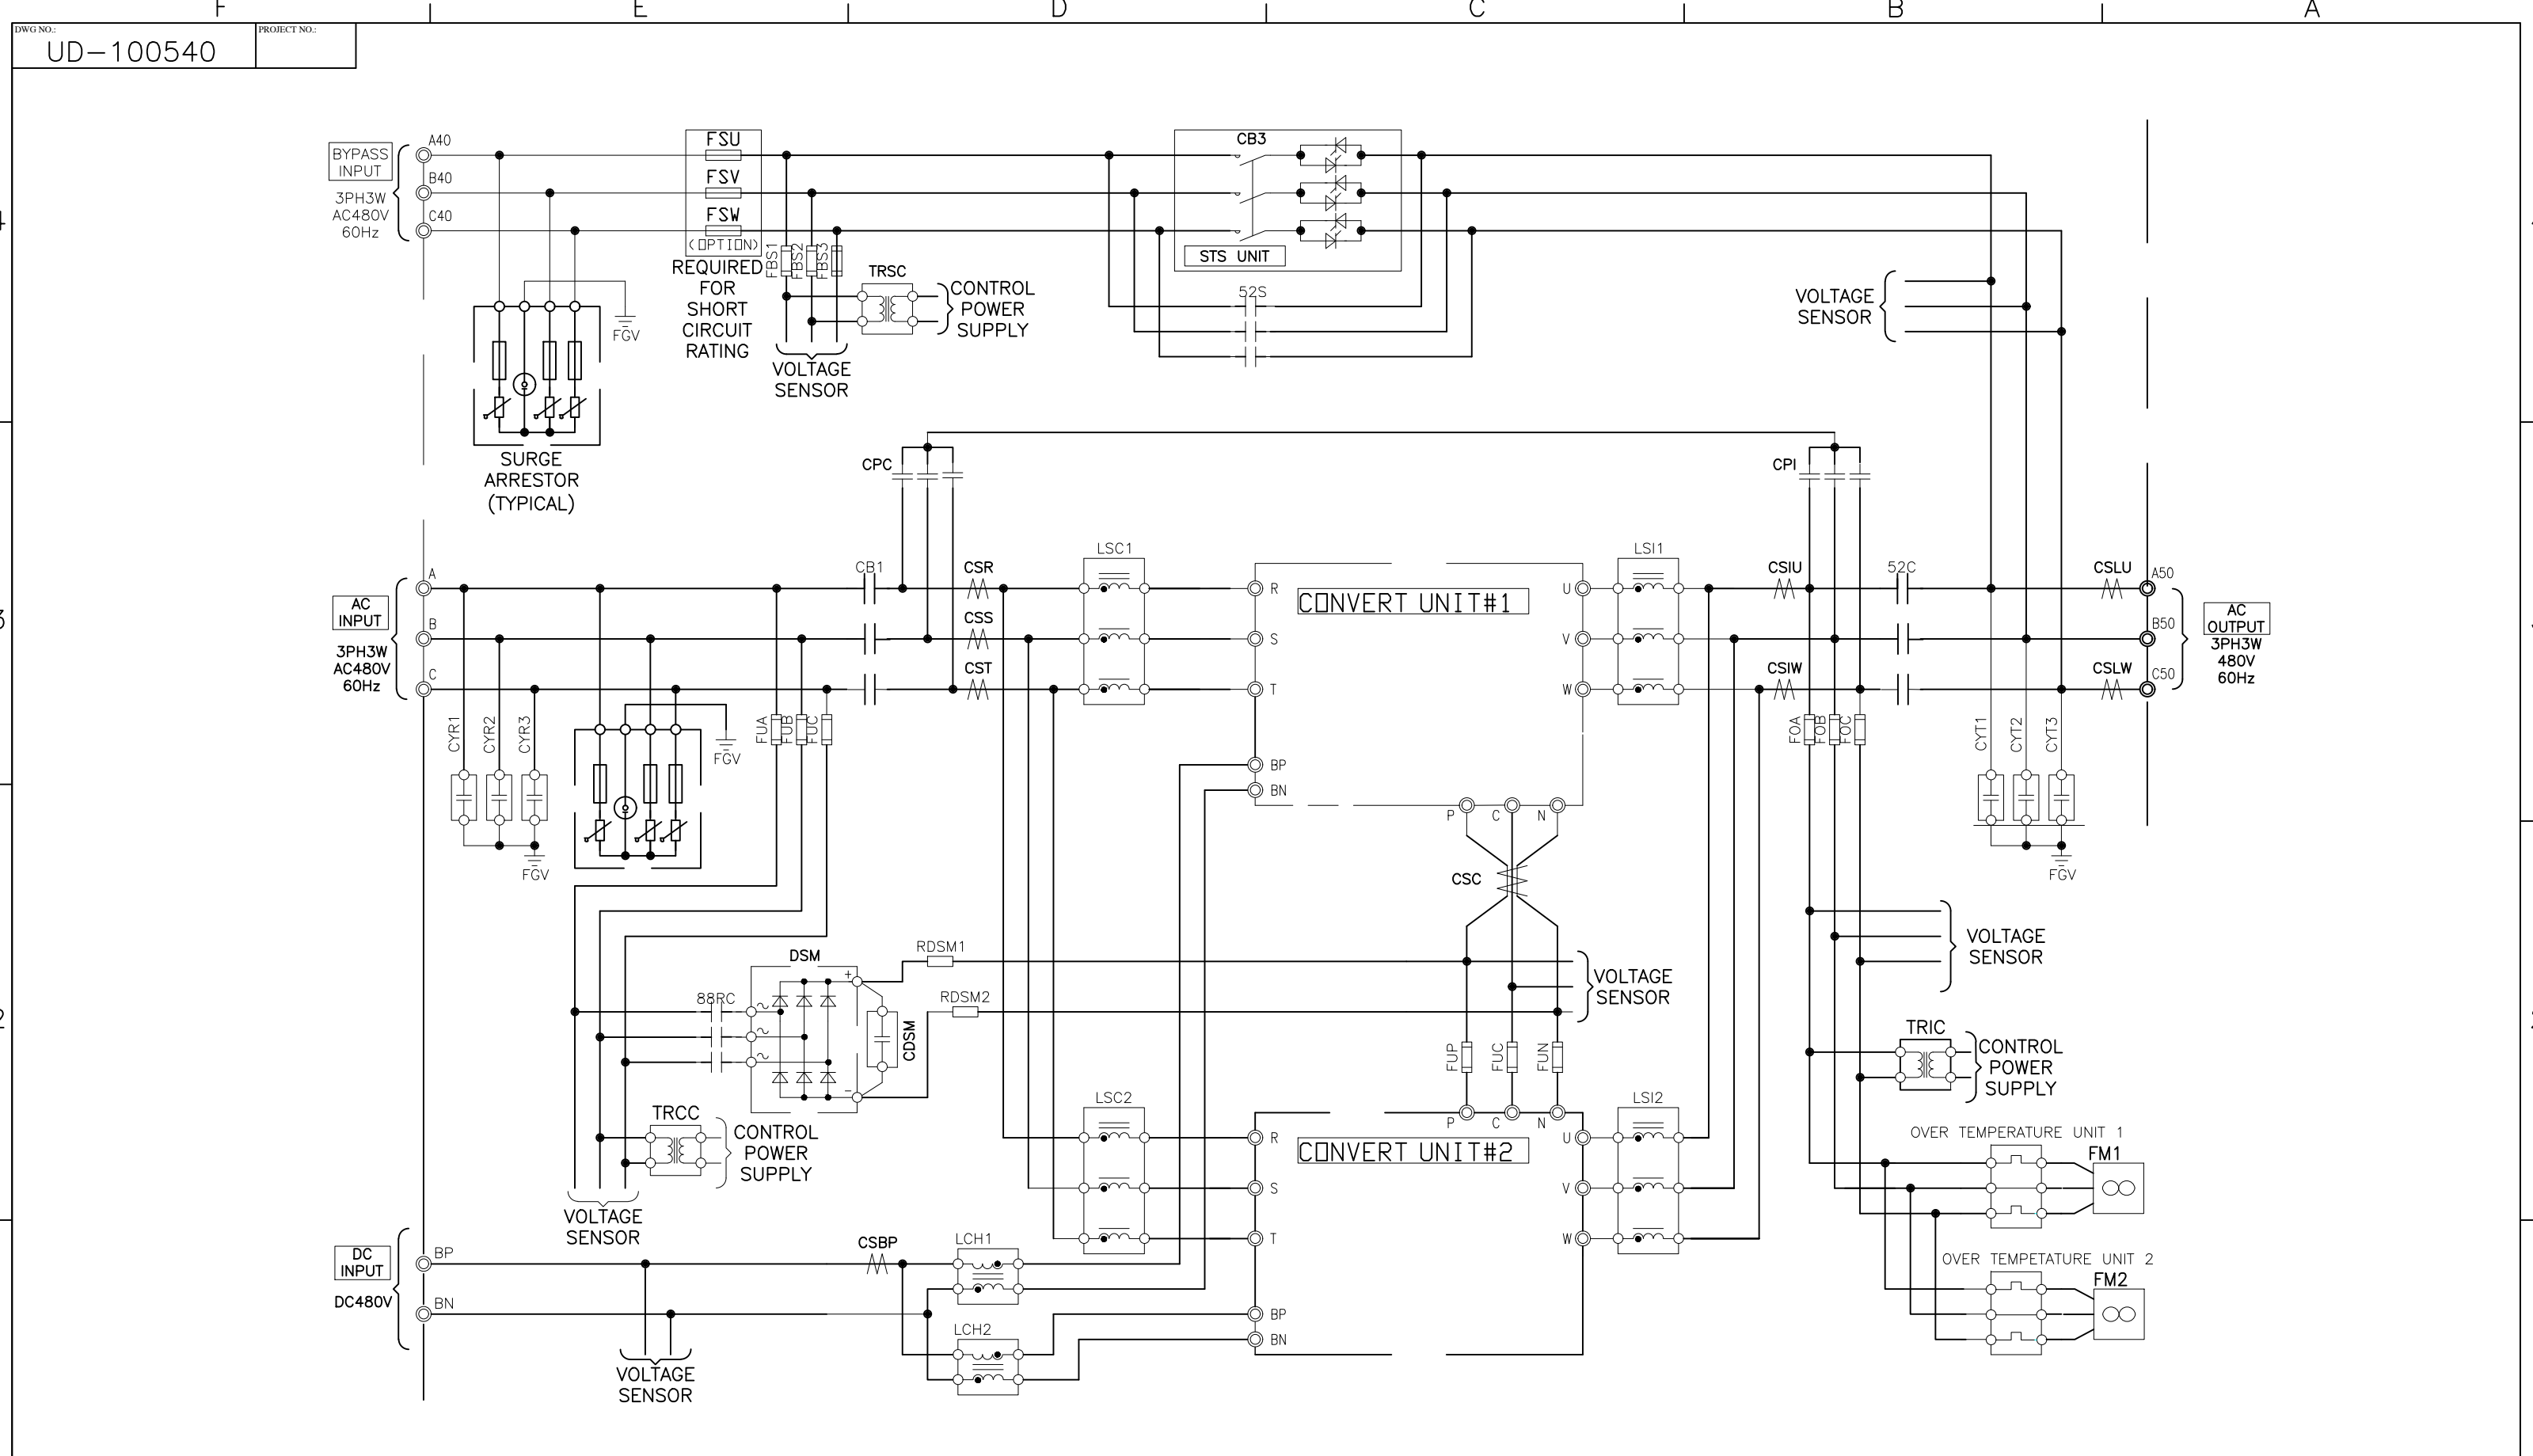 F
E
D
C
B
A
DWG NO.:
UD-100540
PROJECT NO.:
4
3
2
BYPASS
INPUT
3PH3W
AC480V
60Hz
A40
B40
C40
FSU
FSV
FSW
(OPTION)
REQUIRED
FOR
SHORT
CIRCUIT
RATING
FBS1
FBS2
FBS3
TRSC
CONTROL
POWER
SUPPLY
VOLTAGE
SENSOR
CB3
STS UNIT
52S
VOLTAGE
SENSOR
FGV
SURGE
ARRESTOR
(TYPICAL)
CPC
CPI
AC
INPUT
3PH3W
AC480V
60Hz
A
B
C
CB1
CSR
CSS
CST
LSC1
R
S
T
BP
BN
CONVERT UNIT#1
U
V
W
P
C
N
LSI1
CSIU
CSIW
52C
CSLU
CSLW
A50
B50
C50
AC
OUTPUT
3PH3W
480V
60Hz
CYR1
CYR2
CYR3
FGV
FGV
FUA
FUB
FUC
FOA
FOB
FOC
CYT1
CYT2
CYT3
FGV
CSC
VOLTAGE
SENSOR
DSM
+
-
88RC
CDSM
RDSM1
RDSM2
VOLTAGE
SENSOR
FUP
FUC
FUN
TRIC
CONTROL
POWER
SUPPLY
TRCC
CONTROL
POWER
SUPPLY
VOLTAGE
SENSOR
LSC2
P
C
N
R
S
T
BP
BN
CONVERT UNIT#2
U
V
W
LSI2
OVER TEMPERATURE UNIT 1
FM1
OVER TEMPETATURE UNIT 2
FM2
DC
INPUT
DC480V
BP
BN
CSBP
LCH1
LCH2
VOLTAGE
SENSOR